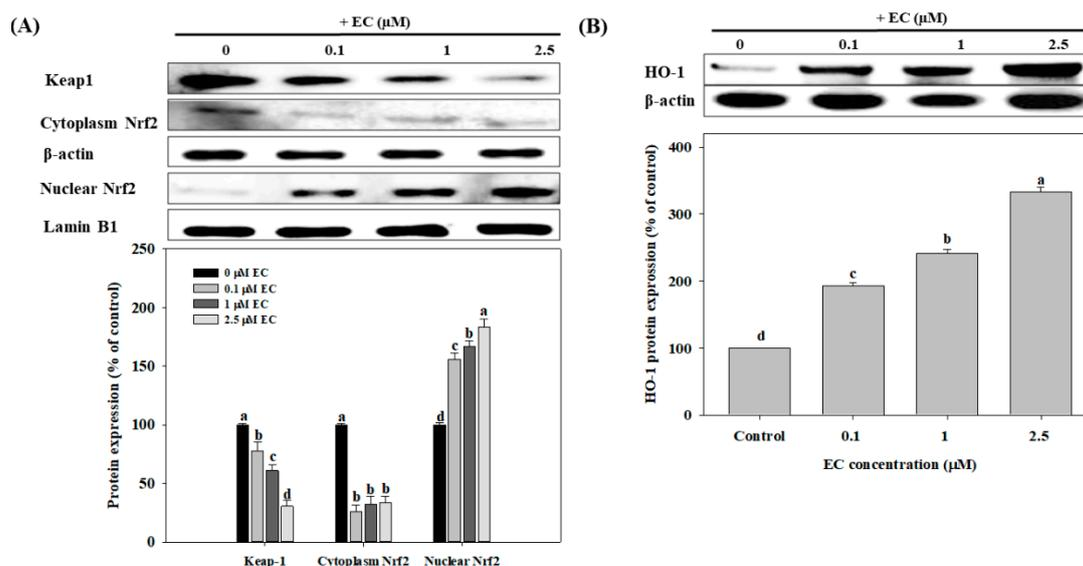 (A)
+ EC (μM)
0 0.1 1 2.5
Keap1
Cytoplasm Nrf2
β-actin
Nuclear Nrf2
Lamin B1
Protein expression (% of control)
250
200
150
100
50
0
0 μM EC
0.1 μM EC
1 μM EC
2.5 μM EC
a b c d
a b b b
d c b a
Keap-1 Cytoplasm Nrf2 Nuclear Nrf2
(B)
+ EC (μM)
0 0.1 1 2.5
HO-1
β-actin
HO-1 protein exprossion (% of control)
400
300
200
100
0
d c b a
Control 0.1 1 2.5
EC concentration (μM)